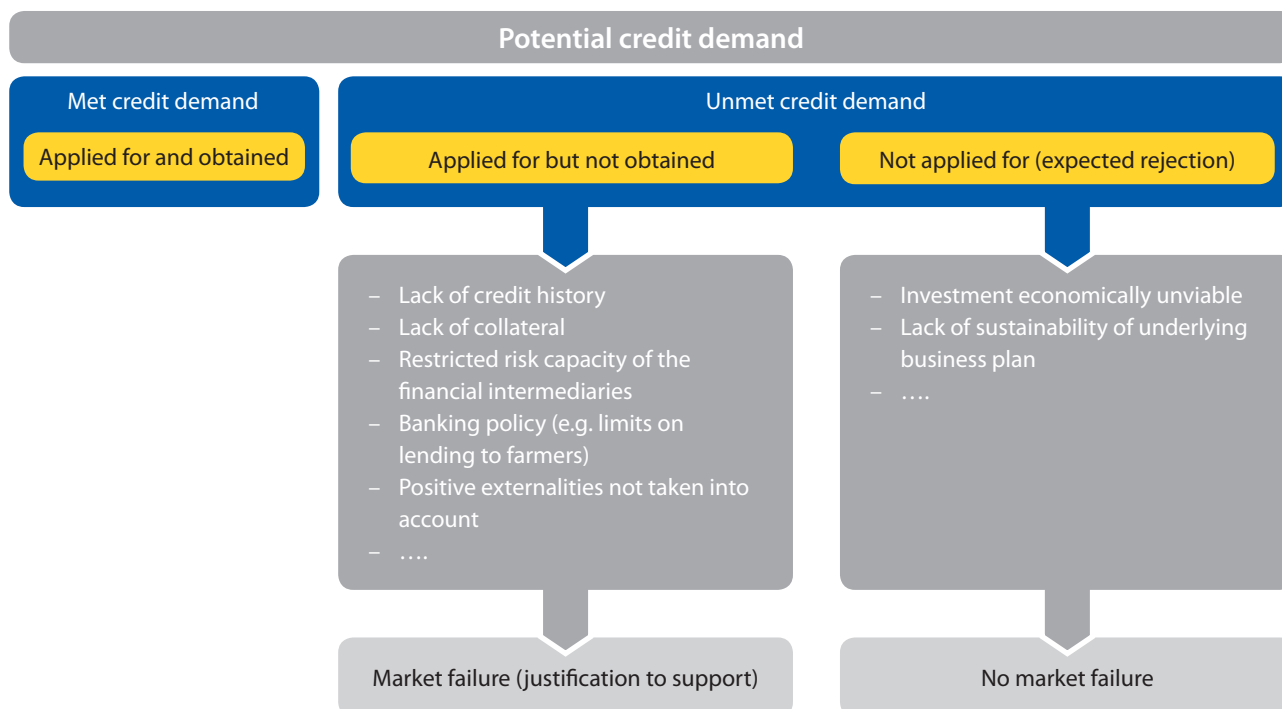 Potential credit demand
Met credit demand
Applied for and obtained
Unmet credit demand
Applied for but not obtained
Not applied for (expected rejection)
– Lack of credit history
– Lack of collateral
– Restricted risk capacity of the
financial intermediaries
– Banking policy (e.g. limits on
lending to farmers)
– Positive externalities not taken into
account
– ….
– Investment economically unviable
– Lack of sustainability of underlying
business plan
– ….
Market failure (justification to support)
No market failure